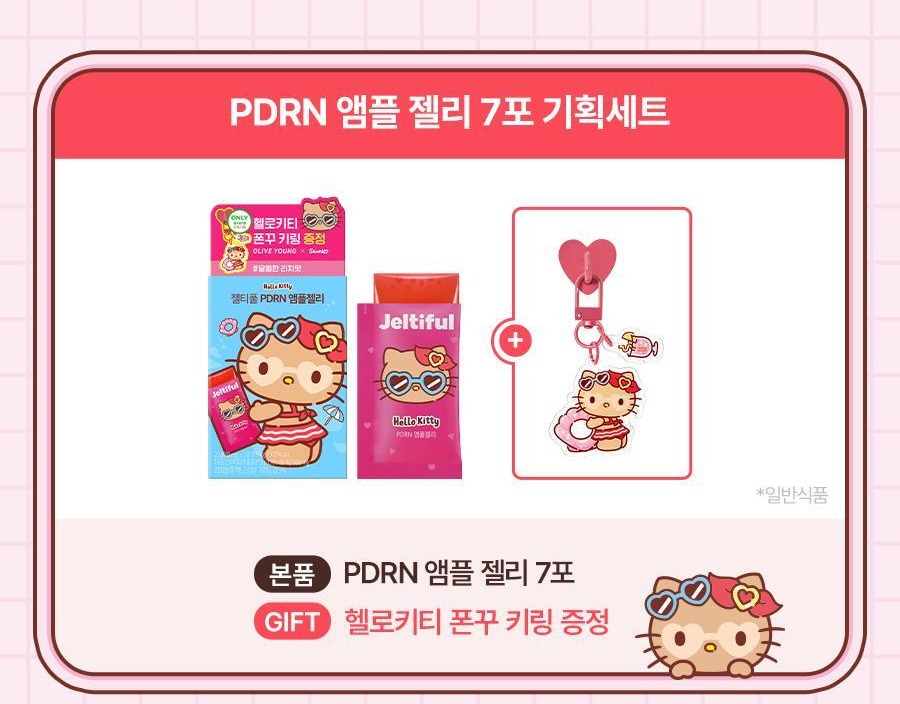 PDRN 앰플 젤리 7포 기획세트
ONLY
헬로키티
폰꾸 키링 증정
OLIVE YOUNG × Sanrio
#달콤한 리치맛
Hello Kitty
젤티풀 PDRN 앰플젤리
Jeltiful
Jeltiful
Hello Kitty
PDRN 앰플젤리
+
*일반식품
본품 PDRN 앰플 젤리 7포
GIFT 헬로키티 폰꾸 키링 증정